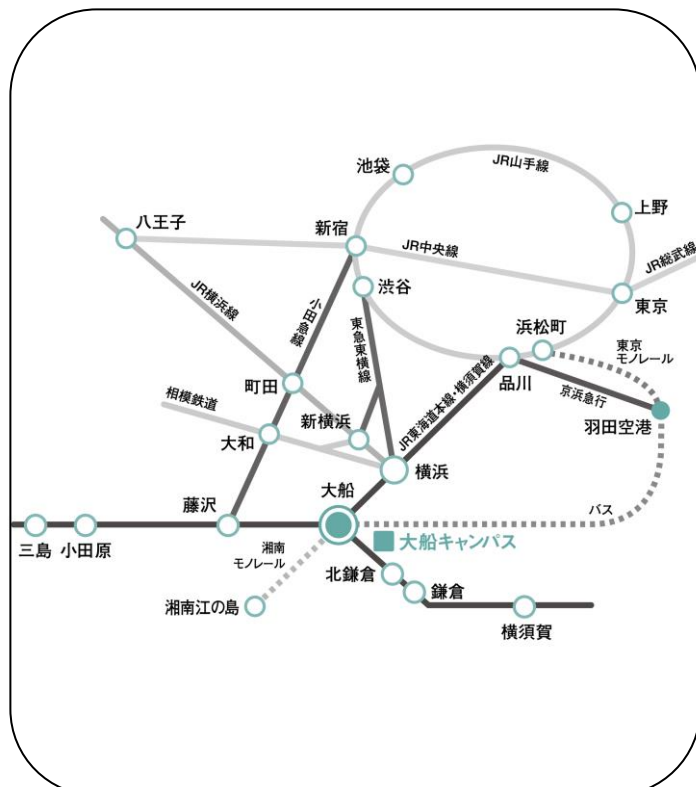 池袋
JR山手線
八王子
新宿
上野
JR中央線
JR総武線
渋谷
東京
JR横浜線
小田急線
東急東横線
浜松町
東京
モノレール
品川
京浜急行
羽田空港
JR東海道本線・横須賀線
町田
相模鉄道
新横浜
大和
横浜
大船
藤沢
バス
三島
小田原
湘南
モノレール
大船キャンパス
北鎌倉
鎌倉
湘南江の島
横須賀